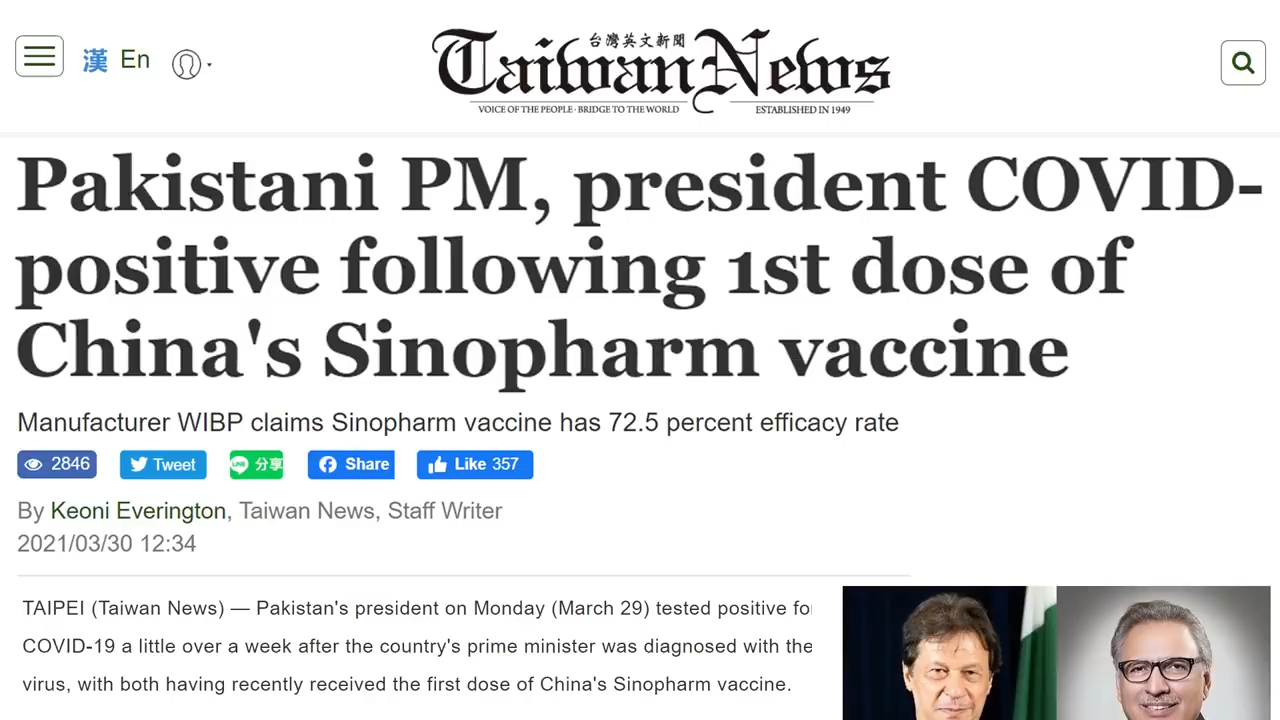 漢 En
台灣英文新聞
Taiwan News
VOICE OF THE PEOPLE · BRIDGE TO THE WORLD
ESTABLISHED IN 1949
Pakistani PM, president COVID-
positive following 1st dose of
China's Sinopharm vaccine
Manufacturer WIBP claims Sinopharm vaccine has 72.5 percent efficacy rate
2846 Tweet LINE 分享 Share Like 357
By Keoni Everington, Taiwan News, Staff Writer
2021/03/30 12:34
TAIPEI (Taiwan News) — Pakistan's president on Monday (March 29) tested positive fo
COVID-19 a little over a week after the country's prime minister was diagnosed with the
virus, with both having recently received the first dose of China's Sinopharm vaccine.